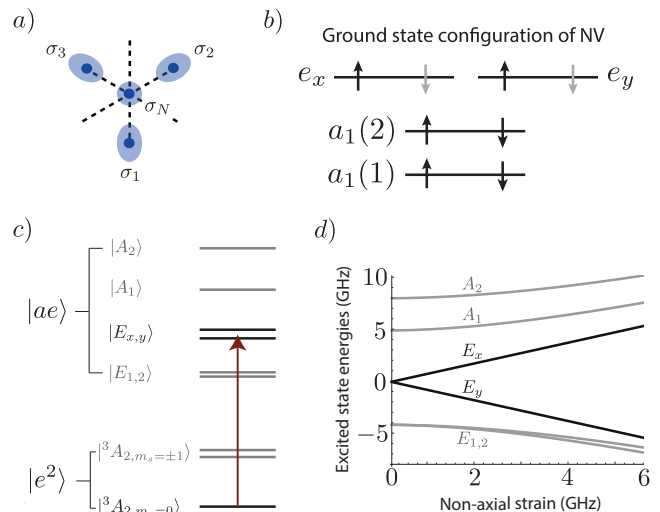 a)
σ3
σ2
σN
σ1
b)
Ground state configuration of NV
ex
ey
a1(2)
a1(1)
c)
|A2⟩
|A1⟩
|ae⟩
|Ex,y⟩
|E1,2⟩
|3A2,ms=±1⟩
|e2⟩
|3A2,m =0⟩
d)
Excited state energies (GHz)
10
5
0
−5
A2
A1
Ex
Ey
E1,2
0 2 4 6
Non-axial strain (GHz)